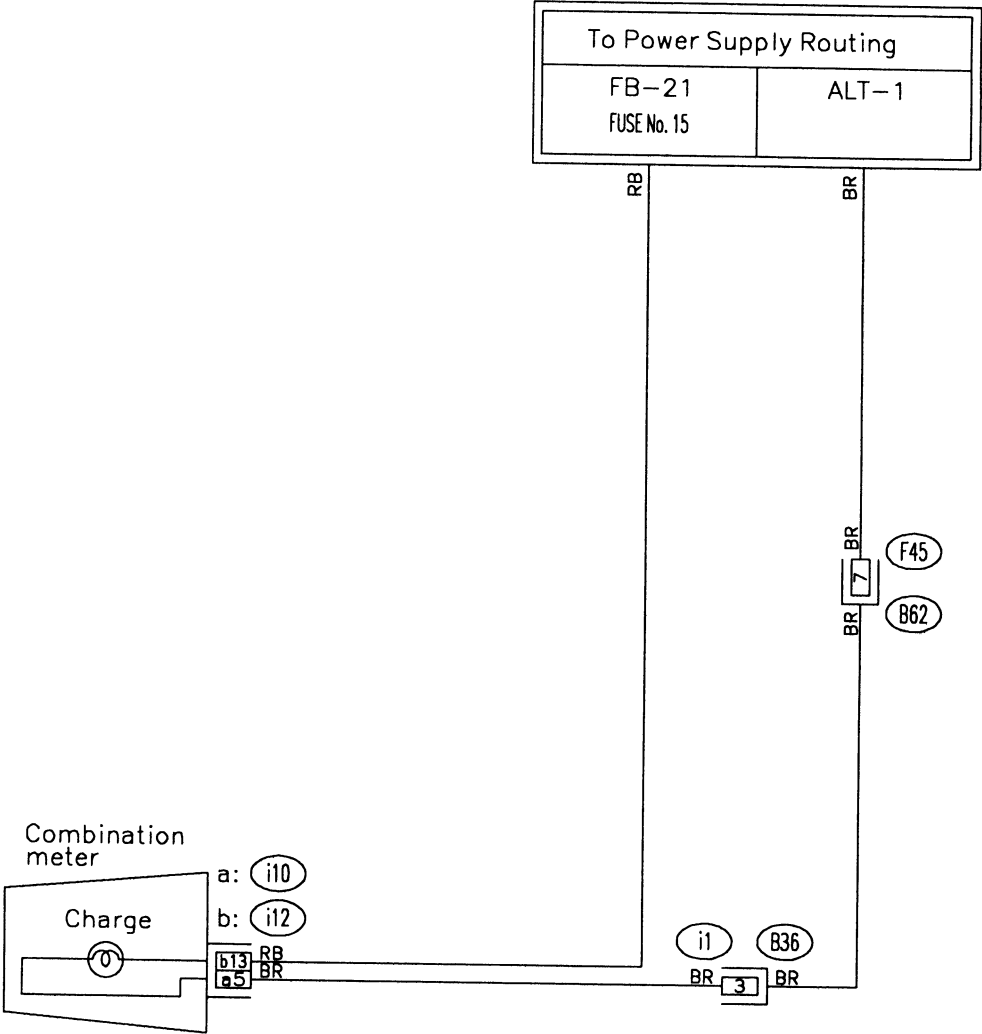 To Power Supply Routing
FB-21
FUSE No. 15
ALT-1
RB
BR
BR
F45
7
BR
B62
Combination
meter
a: i10
Charge
b: i12
b13 RB
a5 BR
i1
B36
BR 3 BR